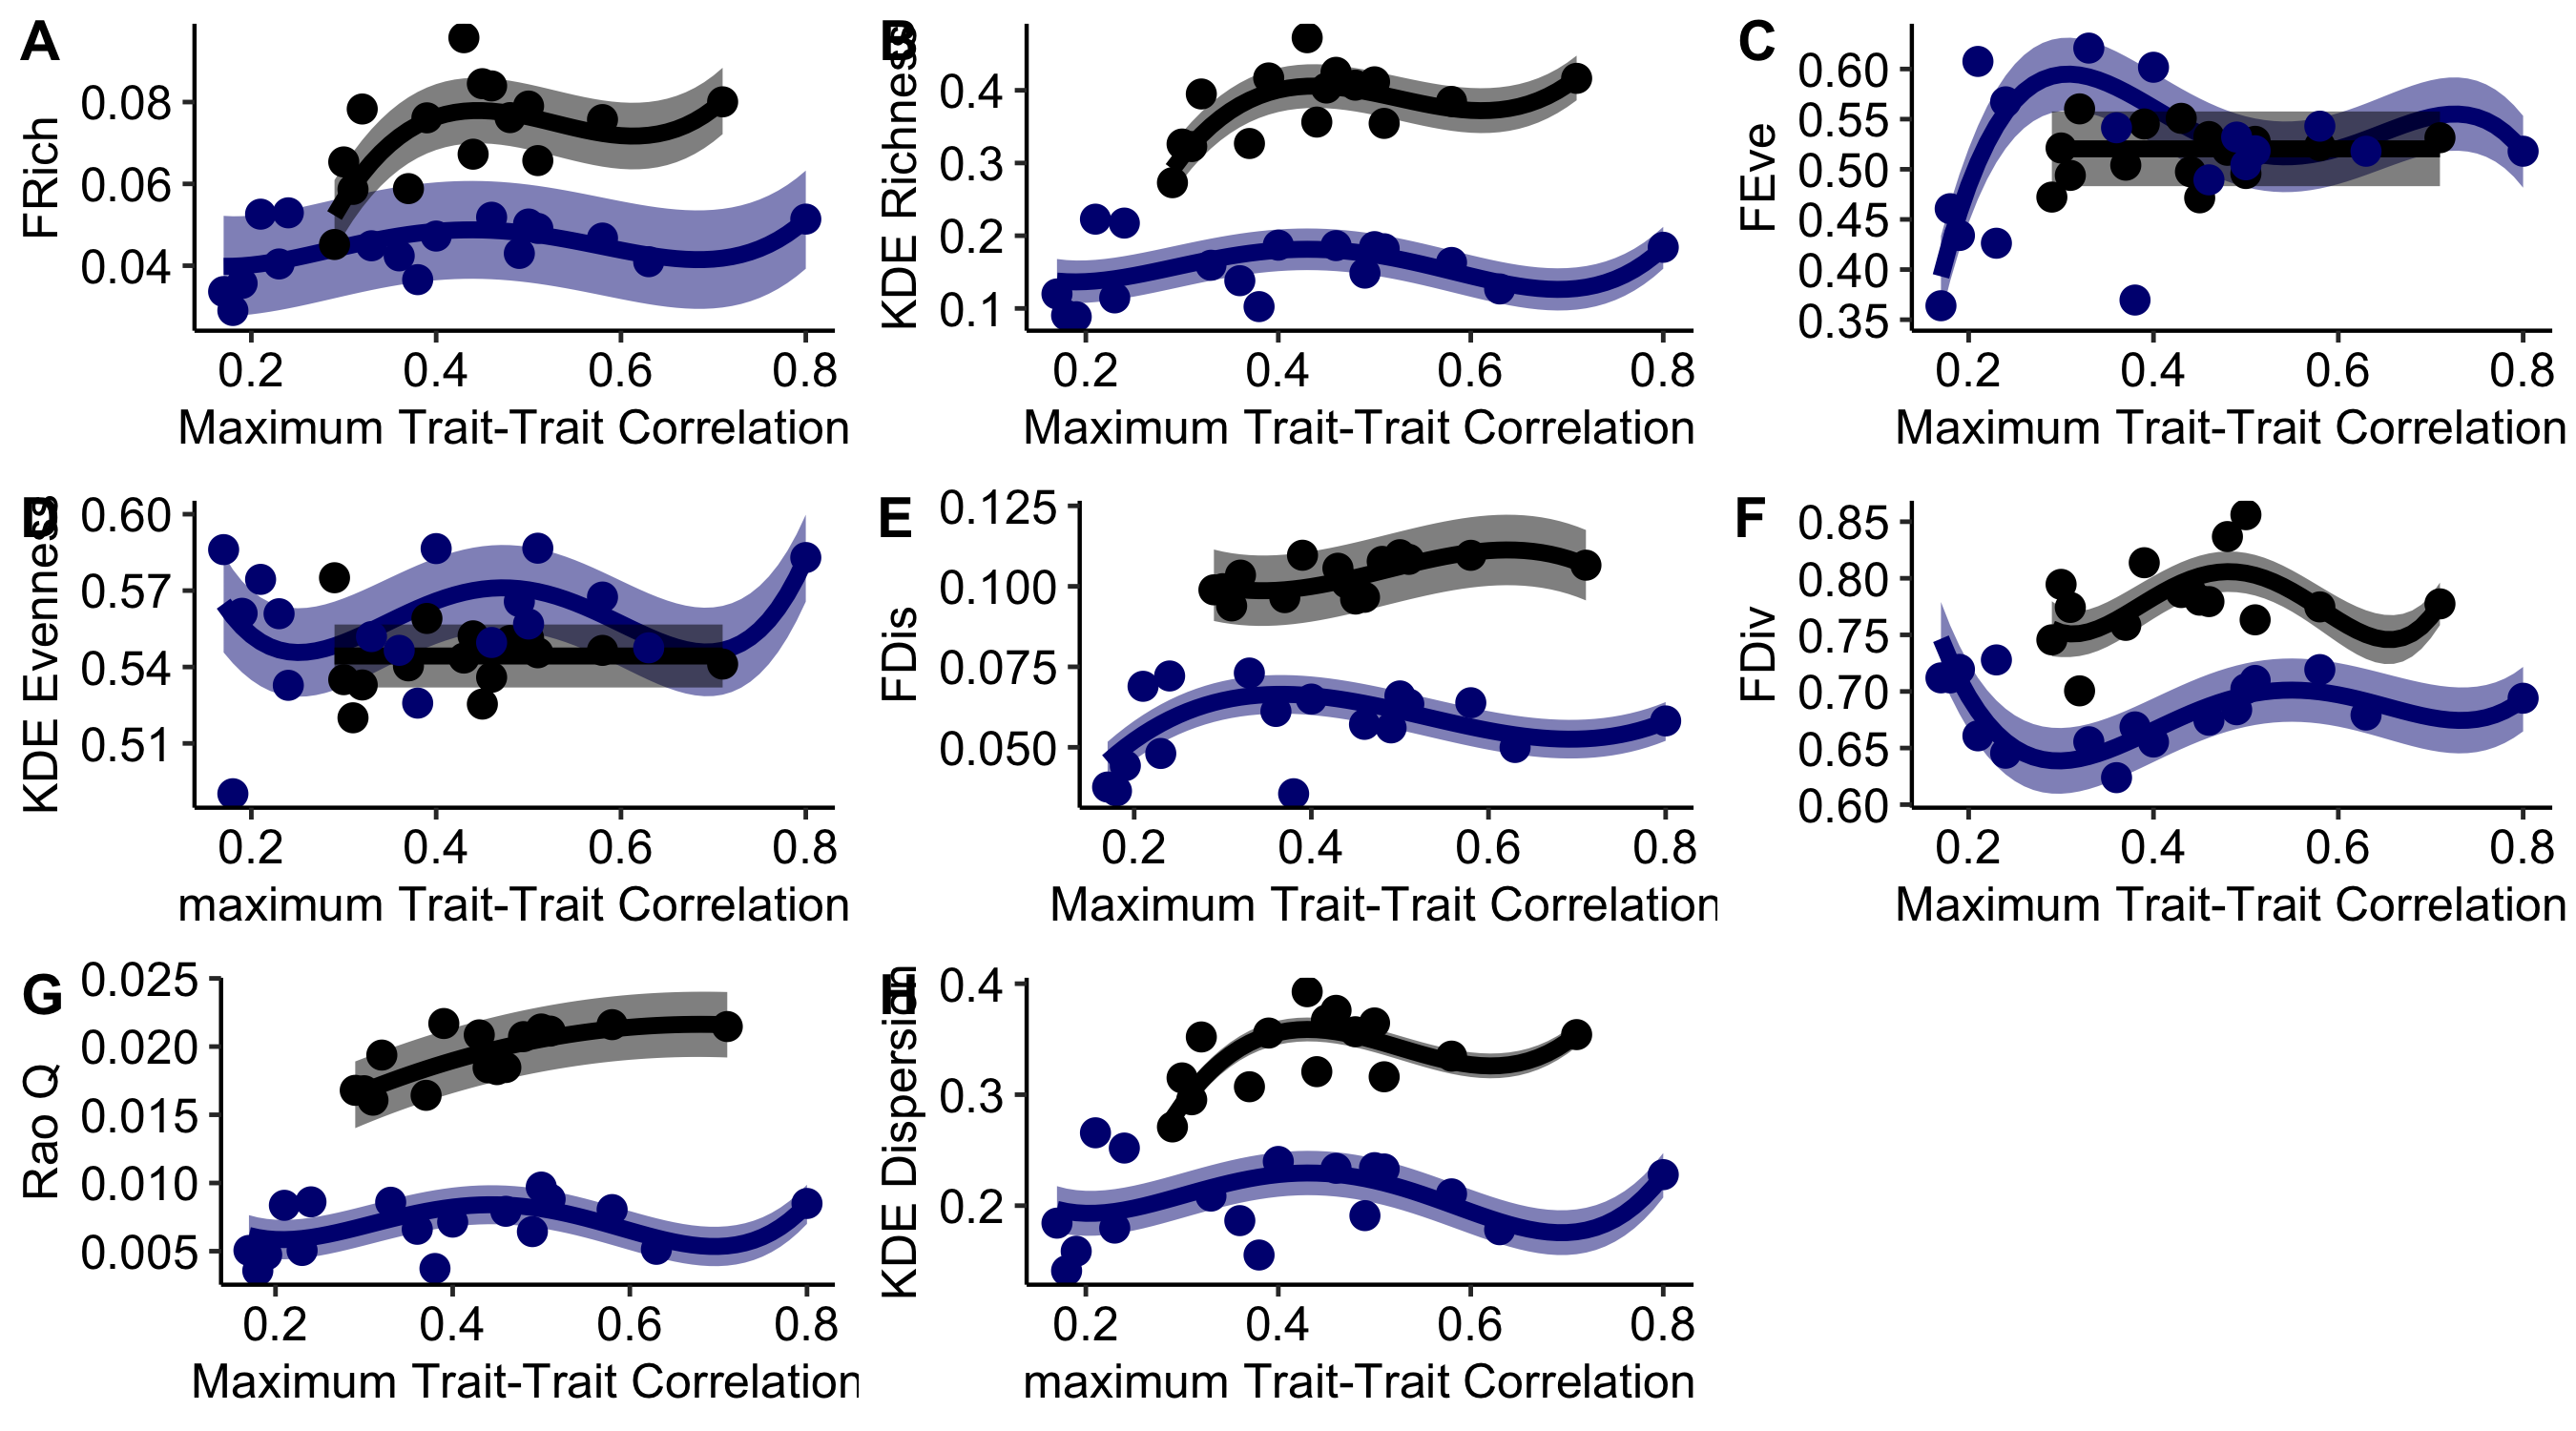 A
FRich
0.08
0.06
0.04
0.2 0.4 0.6 0.8
Maximum Trait-Trait Correlation
B
KDE Richness
0.4
0.3
0.2
0.1
0.2 0.4 0.6 0.8
Maximum Trait-Trait Correlation
C
FEve
0.60
0.55
0.50
0.45
0.40
0.35
0.2 0.4 0.6 0.8
Maximum Trait-Trait Correlation
D
KDE Evenness
0.60
0.57
0.54
0.51
0.2 0.4 0.6 0.8
maximum Trait-Trait Correlation
E
FDis
0.125
0.100
0.075
0.050
0.2 0.4 0.6 0.8
Maximum Trait-Trait Correlation
F
FDiv
0.85
0.80
0.75
0.70
0.65
0.60
0.2 0.4 0.6 0.8
Maximum Trait-Trait Correlation
G
Rao Q
0.025
0.020
0.015
0.010
0.005
0.2 0.4 0.6 0.8
Maximum Trait-Trait Correlation
H
KDE Dispersion
0.4
0.3
0.2
0.2 0.4 0.6 0.8
maximum Trait-Trait Correlation